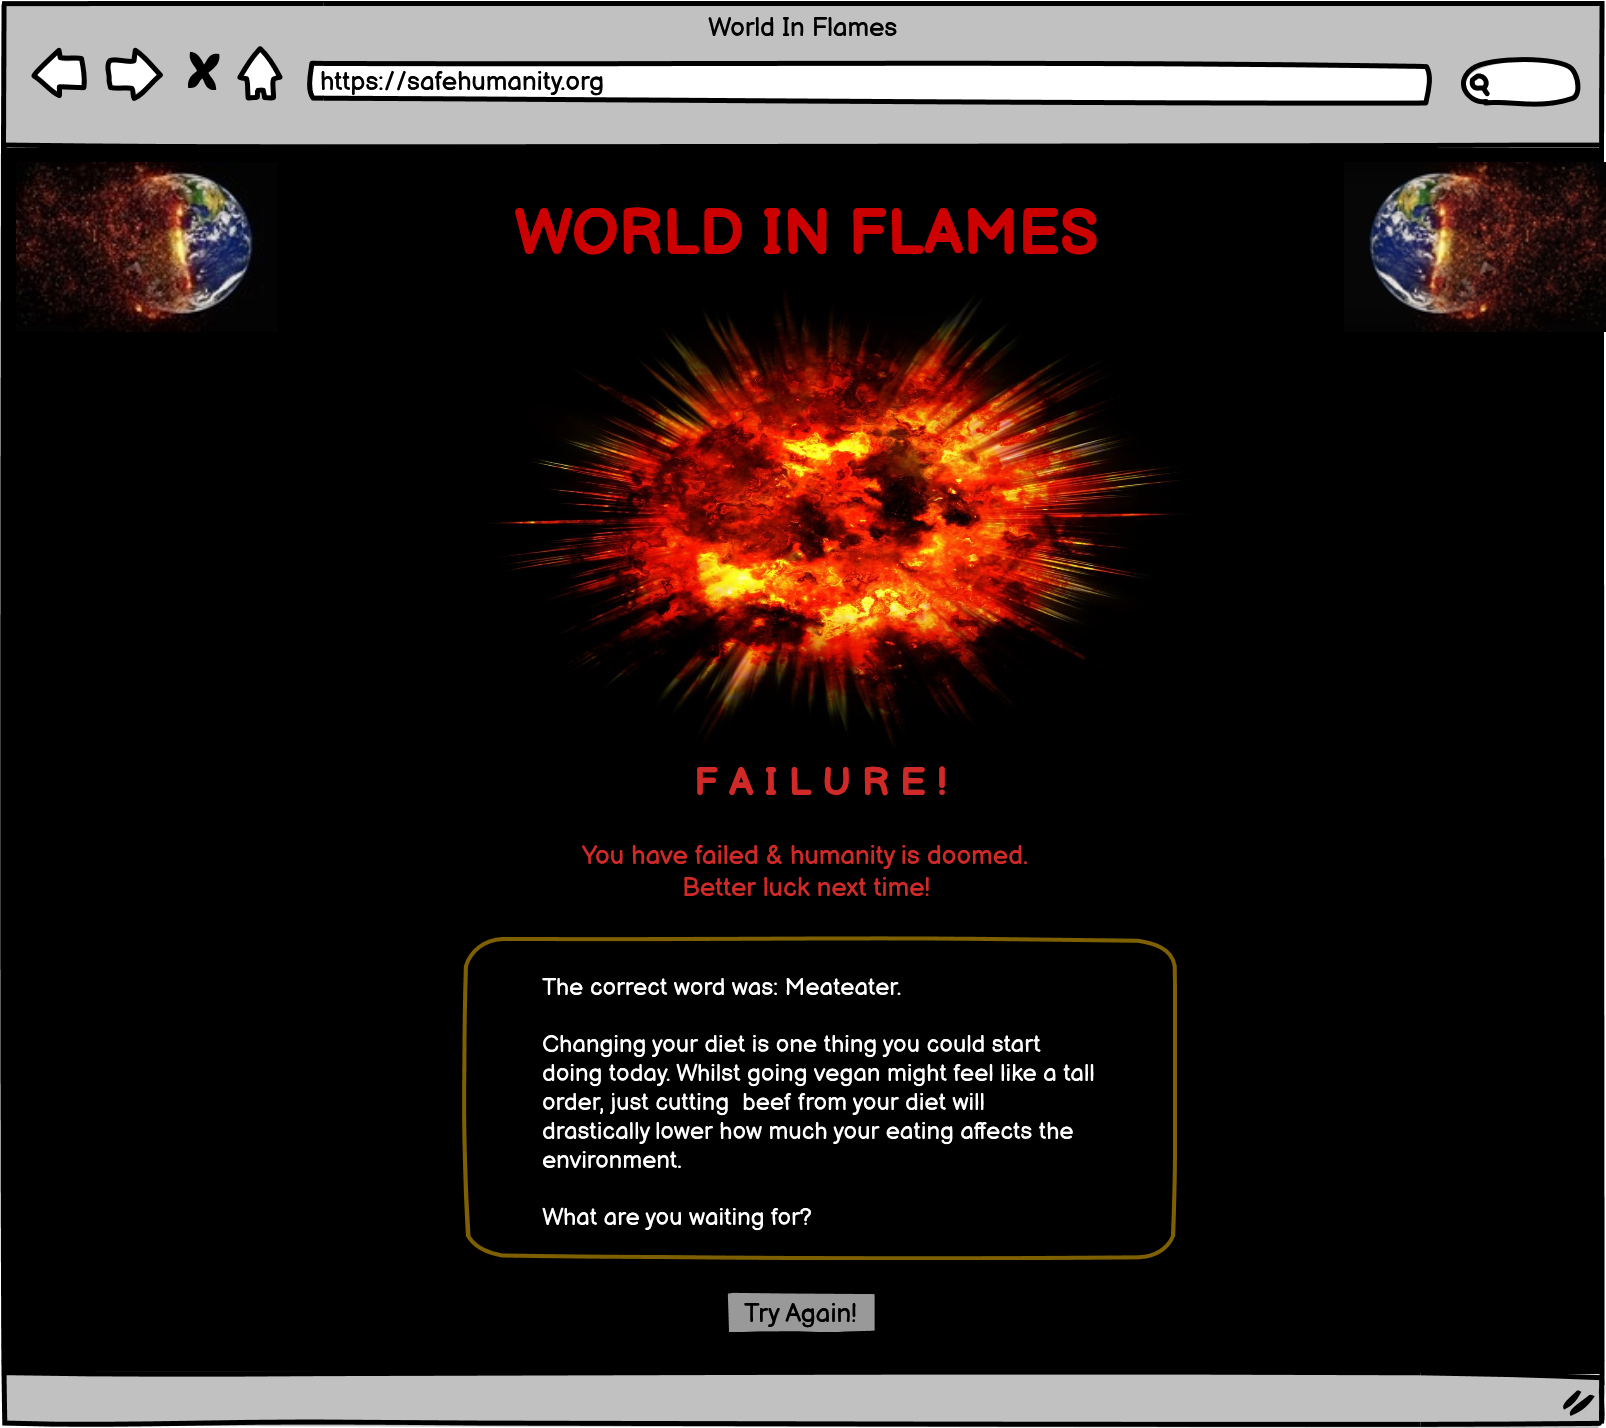 World In Flames
https://safehumanity.org
WORLD IN FLAMES
FAILURE!
You have failed & humanity is doomed.
Better luck next time!
The correct word was: Meateater.
Changing your diet is one thing you could start
doing today. Whilst going vegan might feel like a tall
order, just cutting  beef from your diet will
drastically lower how much your eating affects the
environment.
What are you waiting for?
Try Again!